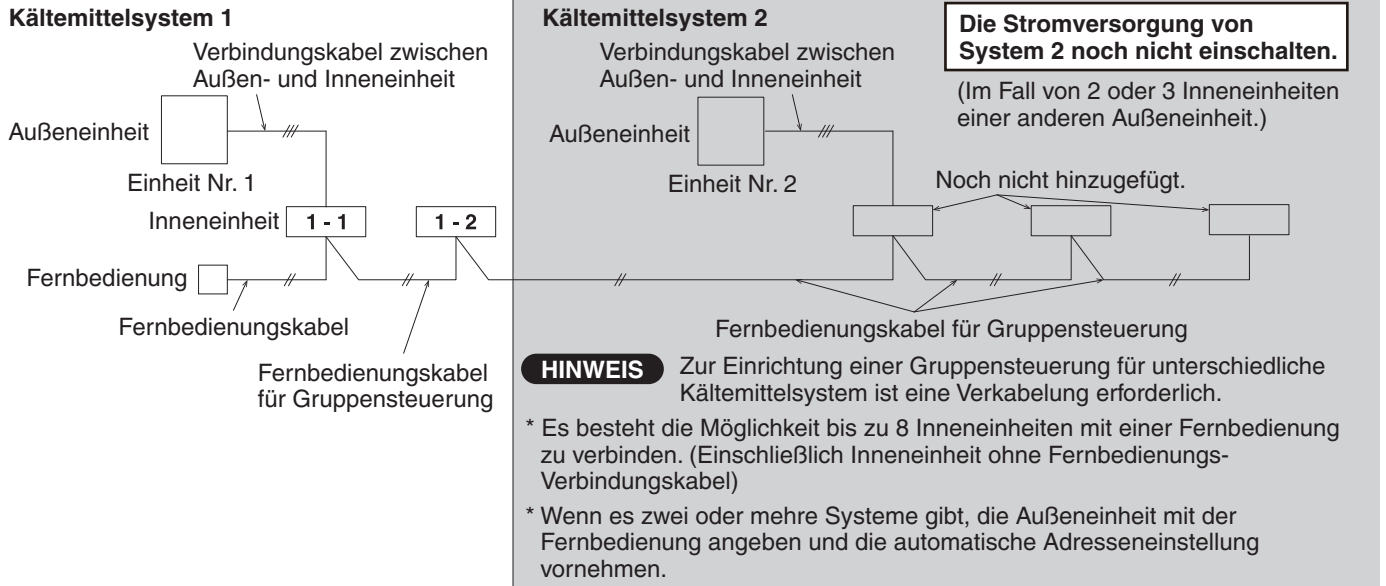 Kältemittelsystem 1
Verbindungskabel zwischen
Außen- und Inneneinheit
Außeneinheit
Einheit Nr. 1
Inneneinheit
1 - 1
1 - 2
Fernbedienung
Fernbedienungskabel
Fernbedienungskabel
für Gruppensteuerung
Kältemittelsystem 2
Verbindungskabel zwischen
Außen- und Inneneinheit
Die Stromversorgung von
System 2 noch nicht einschalten.
(Im Fall von 2 oder 3 Inneneinheiten
einer anderen Außeneinheit.)
Außeneinheit
Einheit Nr. 2
Noch nicht hinzugefügt.
Fernbedienungskabel für Gruppensteuerung
HINWEIS Zur Einrichtung einer Gruppensteuerung für unterschiedliche
Kältemittelsystem ist eine Verkabelung erforderlich.
* Es besteht die Möglichkeit bis zu 8 Inneneinheiten mit einer Fernbedienung
zu verbinden. (Einschließlich Inneneinheit ohne Fernbedienungs-
Verbindungskabel)
* Wenn es zwei oder mehre Systeme gibt, die Außeneinheit mit der
Fernbedienung angeben und die automatische Adresseneinstellung
vornehmen.